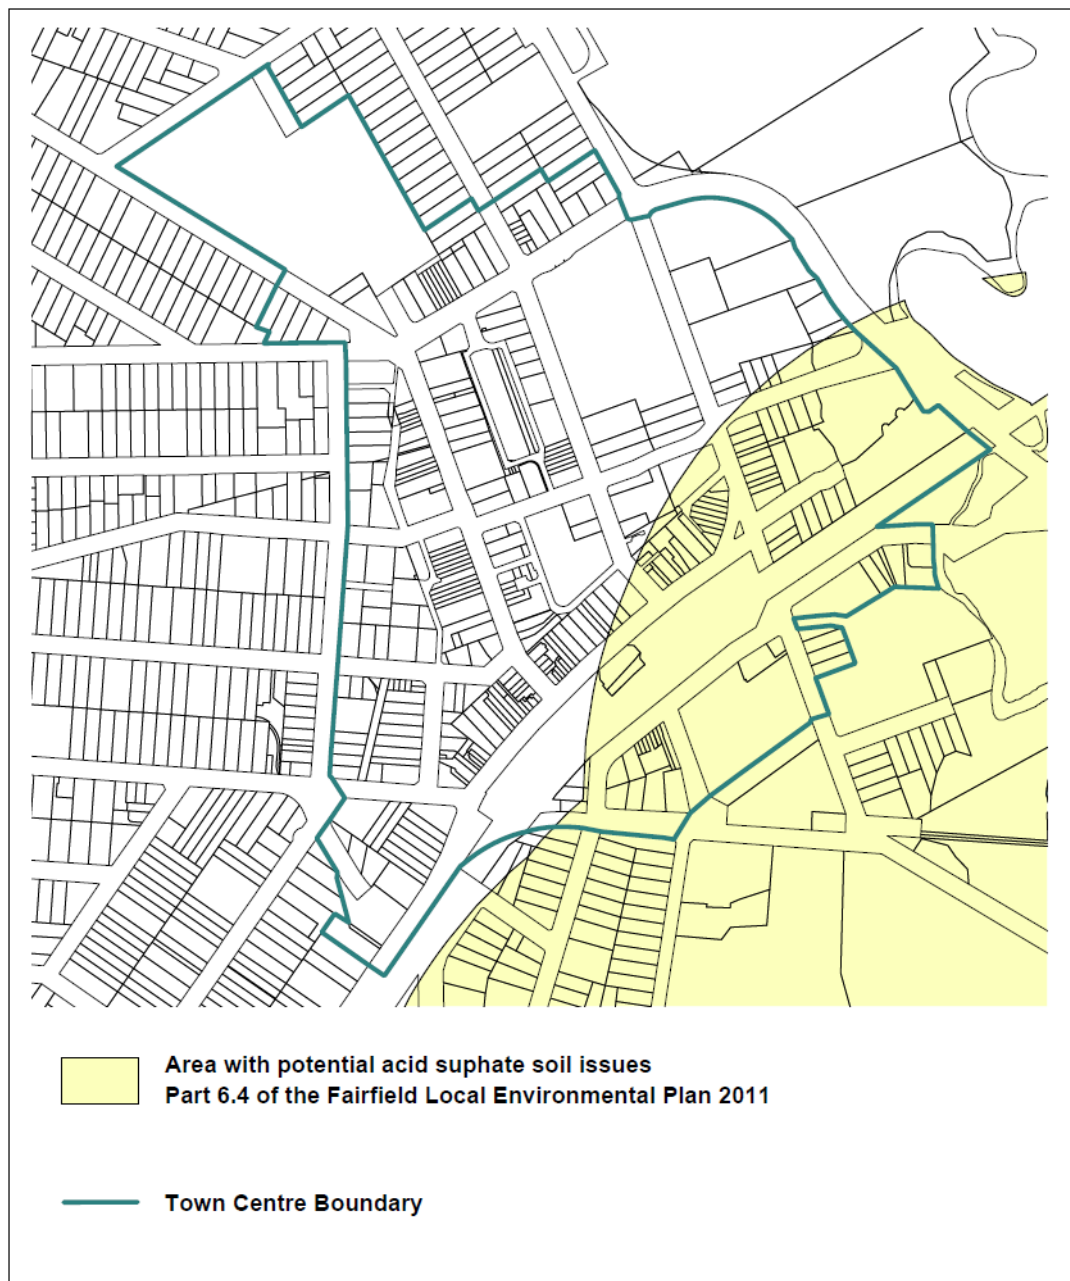 Area with potential acid suphate soil issues
Part 6.4 of the Fairfield Local Environmental Plan 2011
Town Centre Boundary